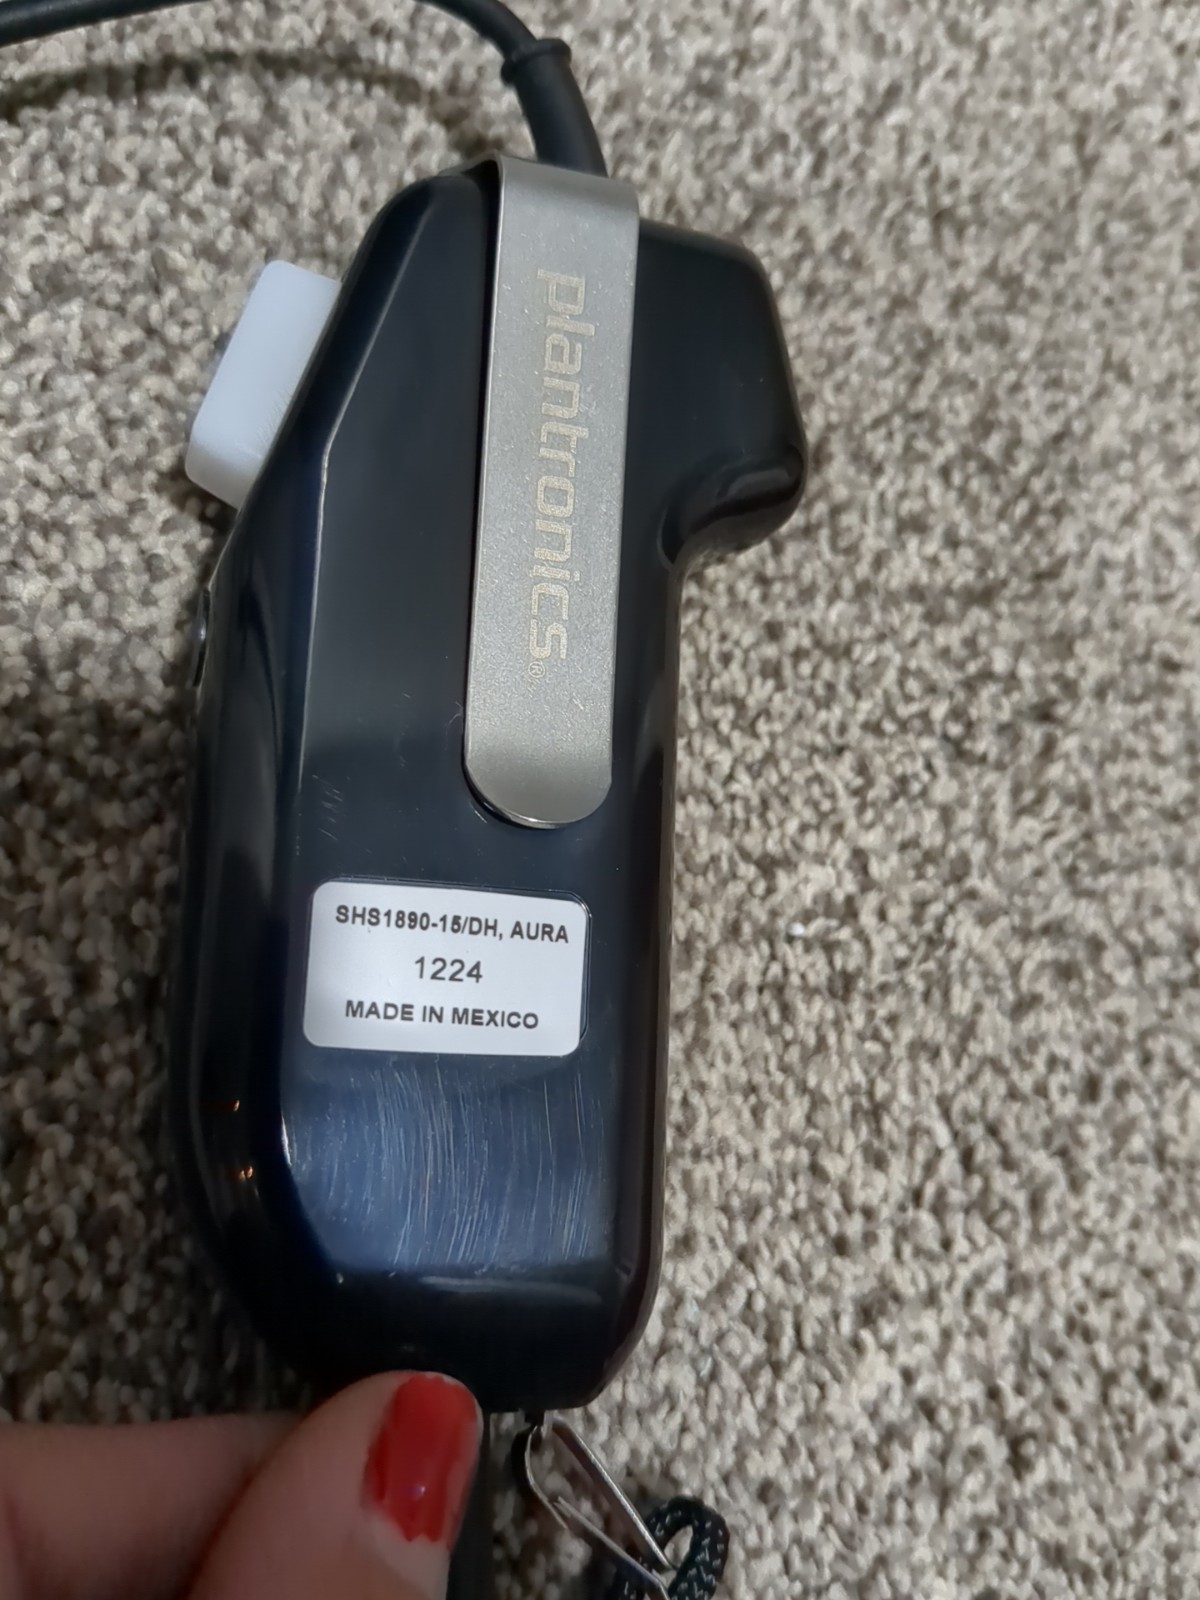 plantronics®
SHS1890-15/DH, AURA
1224
MADE IN MEXICO